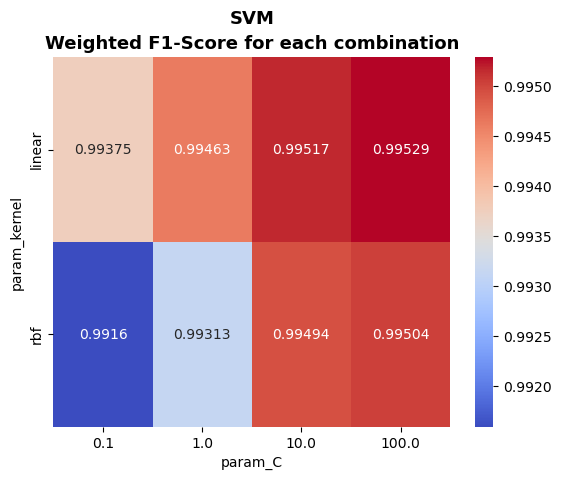 SVM
Weighted F1-Score for each combination
param_kernel
linear
0.99375 0.99463 0.99517 0.99529
rbf
0.9916 0.99313 0.99494 0.99504
0.1 1.0 10.0 100.0
param_C
0.9950
0.9945
0.9940
0.9935
0.9930
0.9925
0.9920